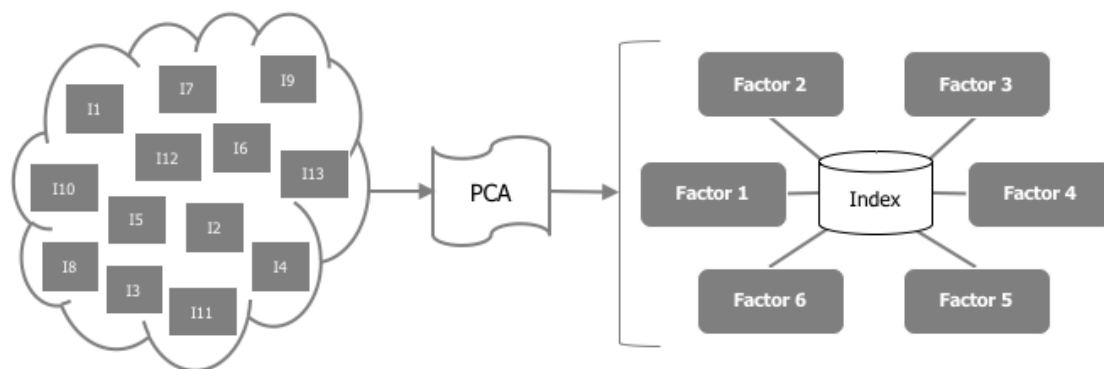 I9
I7
I1
I6
I12
I13
I10
I5
I2
I8
I4
I3
I11
PCA
Factor 2
Factor 3
Factor 1
Index
Factor 4
Factor 6
Factor 5